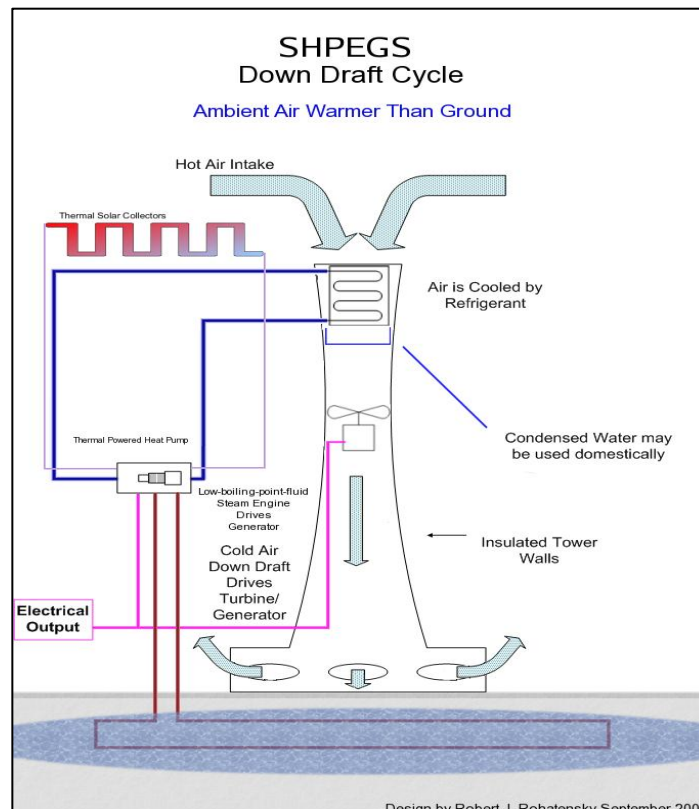 SHPEGS
Down Draft Cycle
Ambient Air Warmer Than Ground
Hot Air Intake
Thermal Solar Collectors
Air is Cooled by
Refrigerant
Thermal Powered Heat Pump
Condensed Water may
be used domestically
Low-boiling-point-fluid
Steam Engine
Drives
Generator
Insulated Tower
Walls
Cold Air
Down Draft
Drives
Turbine/
Generator
Electrical
Output
Design by Robert J. Rohatensky September 200